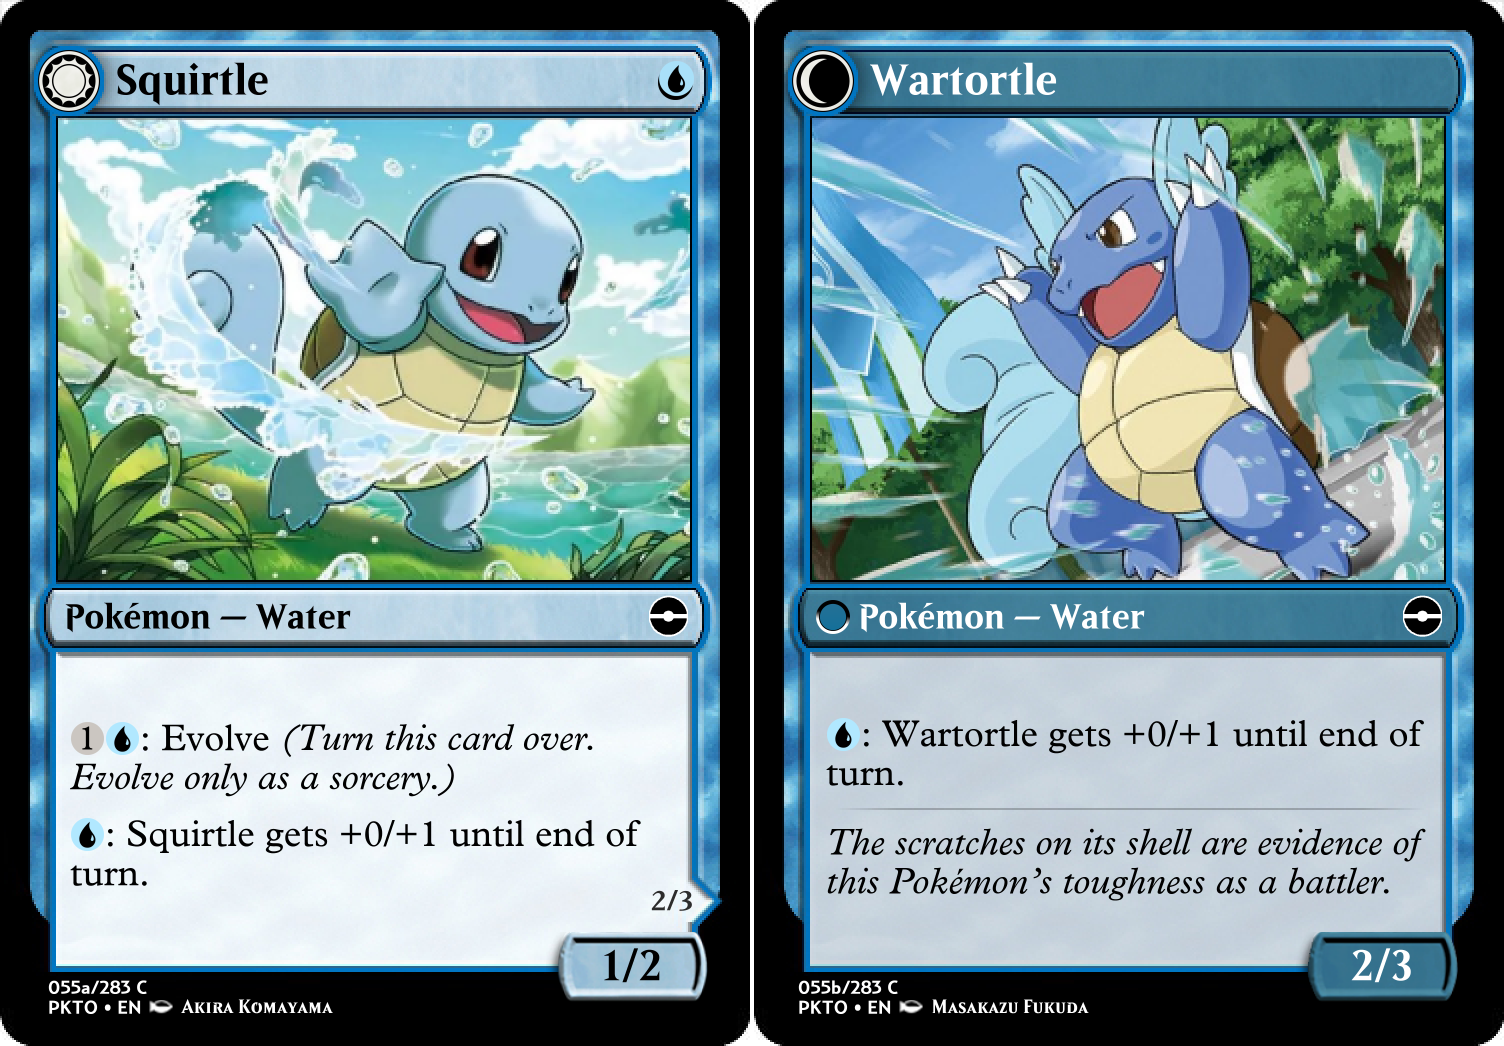 Squirtle
Pokémon — Water
1: Evolve (Turn this card over.
Evolve only as a sorcery.)
: Squirtle gets +0/+1 until end of
turn.
2/3
1/2
055a/283 C
PKTO • EN Akira Komayama
Wartortle
Pokémon — Water
: Wartortle gets +0/+1 until end of
turn.
The scratches on its shell are evidence of
this Pokémon's toughness as a battler.
2/3
055b/283 C
PKTO • EN Masakazu Fukuda